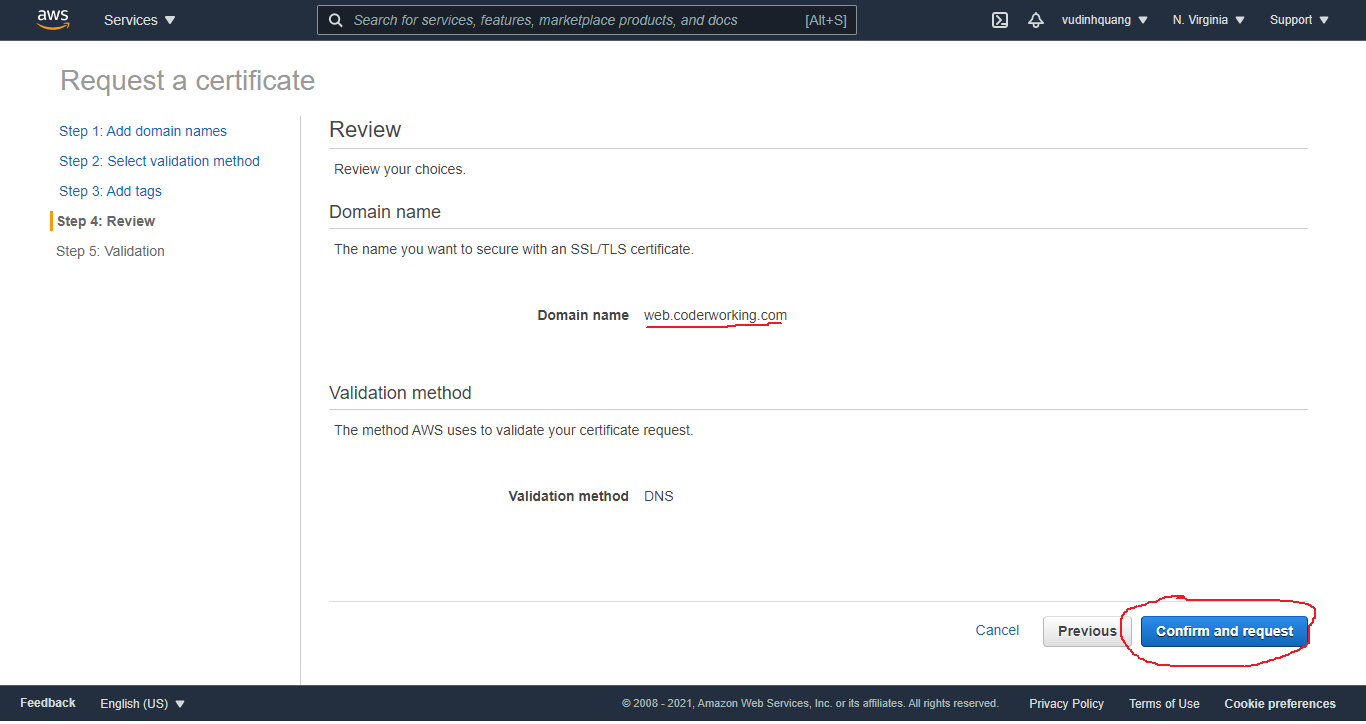 aws Services Search for services, features, marketplace products, and docs [Alt+S] vudinhquang N. Virginia Support
Request a certificate
Step 1: Add domain names
Step 2: Select validation method
Step 3: Add tags
Step 4: Review
Step 5: Validation
Review
Review your choices.
Domain name
The name you want to secure with an SSL/TLS certificate.
Domain name web.coderworking.com
Validation method
The method AWS uses to validate your certificate request.
Validation method DNS
Cancel Previous Confirm and request
Feedback English (US) © 2008 - 2021, Amazon Web Services, Inc. or its affiliates. All rights reserved. Privacy Policy Terms of Use Cookie preferences